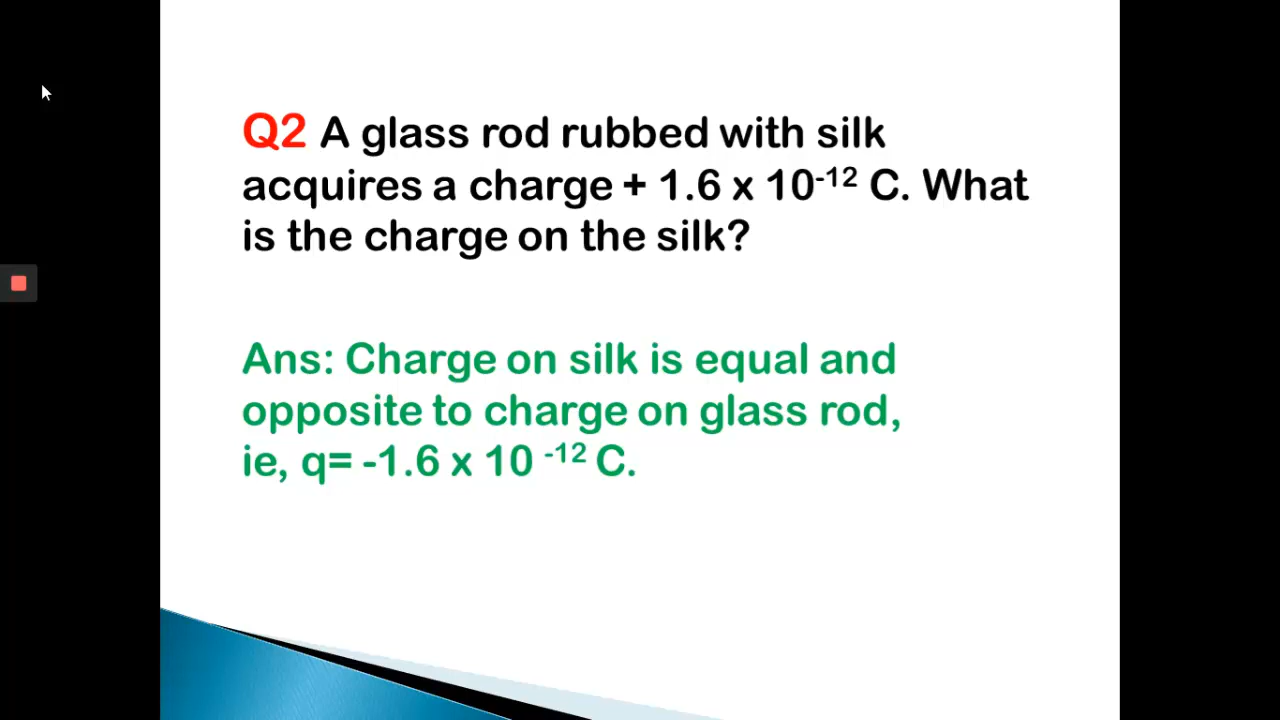 Q2 A glass rod rubbed with silk
acquires a charge + 1.6 x 10⁻¹² C. What
is the charge on the silk?
Ans: Charge on silk is equal and
opposite to charge on glass rod,
ie, q= -1.6 x 10 ⁻¹² C.